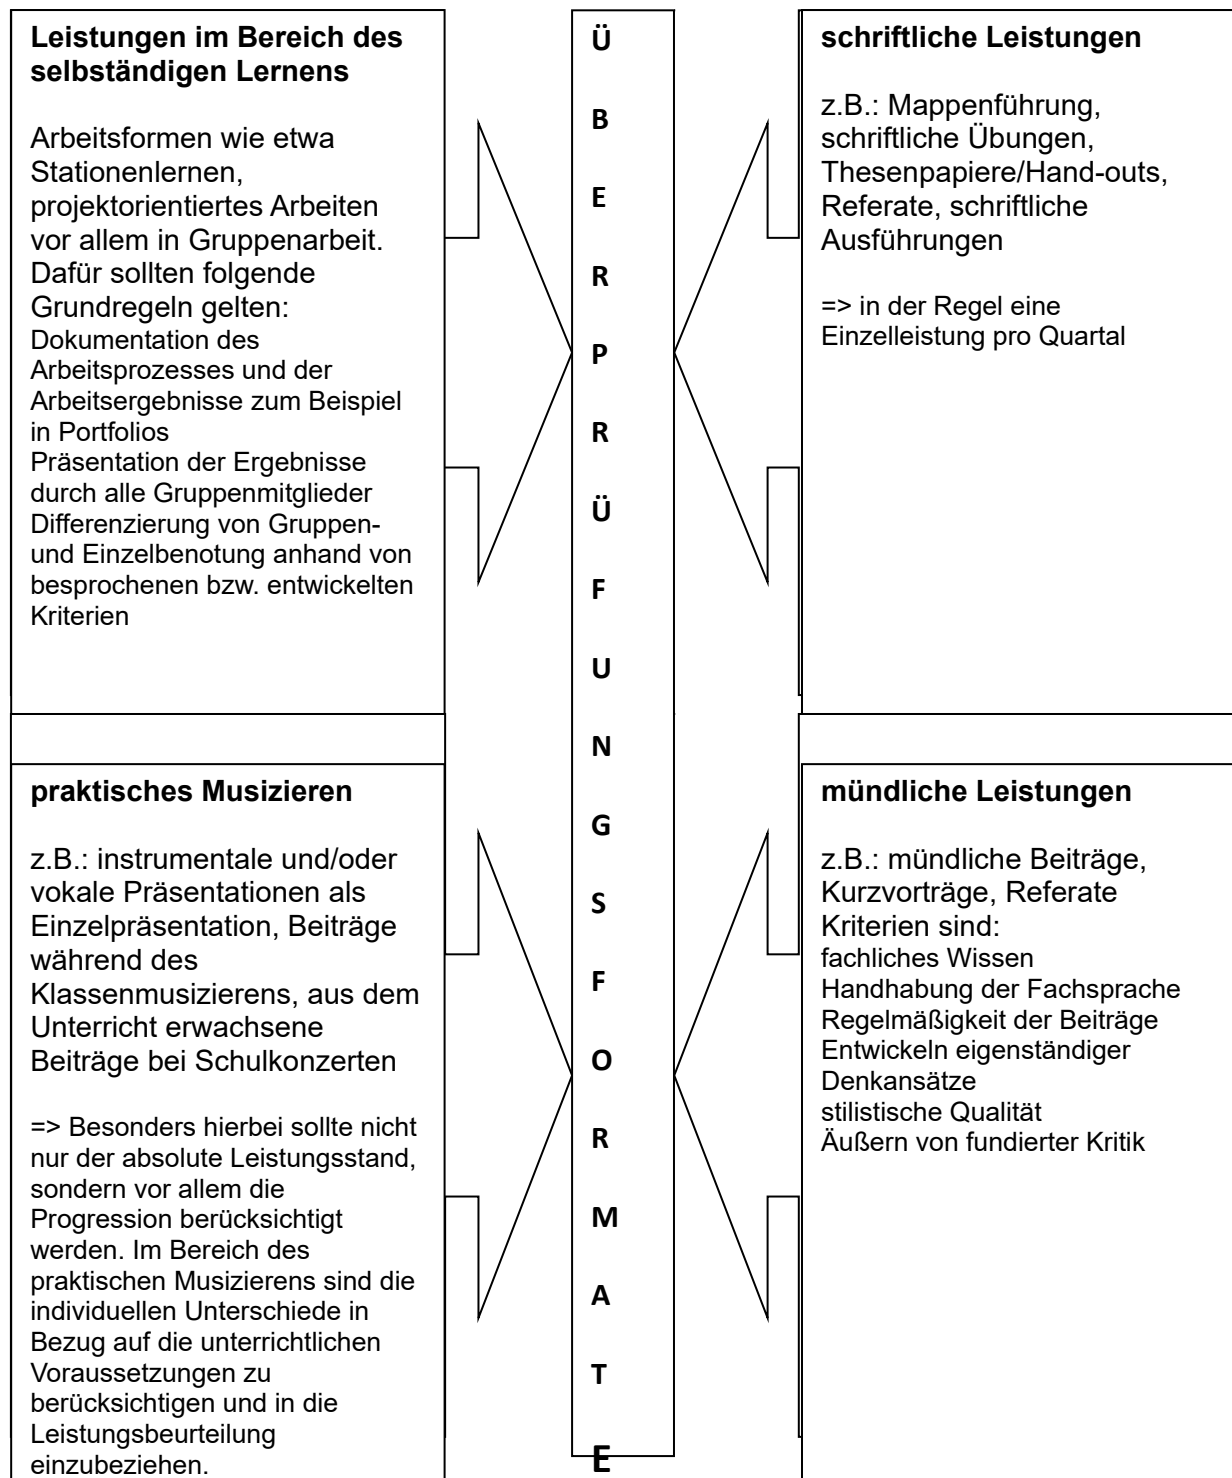 Leistungen im Bereich des
selbständigen Lernens
Arbeitsformen wie etwa
Stationenlernen,
projektorientiertes Arbeiten
vor allem in Gruppenarbeit.
Dafür sollten folgende
Grundregeln gelten:
Dokumentation des
Arbeitsprozesses und der
Arbeitsergebnisse zum Beispiel
in Portfolios
Präsentation der Ergebnisse
durch alle Gruppenmitglieder
Differenzierung von Gruppen-
und Einzelbenotung anhand von
besprochenen bzw. entwickelten
Kriterien
praktisches Musizieren
z.B.: instrumentale und/oder
vokale Präsentationen als
Einzelpräsentation, Beiträge
während des
Klassenmusizierens, aus dem
Unterricht erwachsene
Beiträge bei Schulkonzerten
=> Besonders hierbei sollte nicht
nur der absolute Leistungsstand,
sondern vor allem die
Progression berücksichtigt
werden. Im Bereich des
praktischen Musizierens sind die
individuellen Unterschiede in
Bezug auf die unterrichtlichen
Voraussetzungen zu
berücksichtigen und in die
Leistungsbeurteilung
einzubeziehen.
Ü
B
E
R
P
R
Ü
F
U
N
G
S
F
O
R
M
A
T
E
schriftliche Leistungen
z.B.: Mappenführung,
schriftliche Übungen,
Thesenpapiere/Hand-outs,
Referate, schriftliche
Ausführungen
=> in der Regel eine
Einzelleistung pro Quartal
mündliche Leistungen
z.B.: mündliche Beiträge,
Kurzvorträge, Referate
Kriterien sind:
fachliches Wissen
Handhabung der Fachsprache
Regelmäßigkeit der Beiträge
Entwickeln eigenständiger
Denkansätze
stilistische Qualität
Äußern von fundierter Kritik